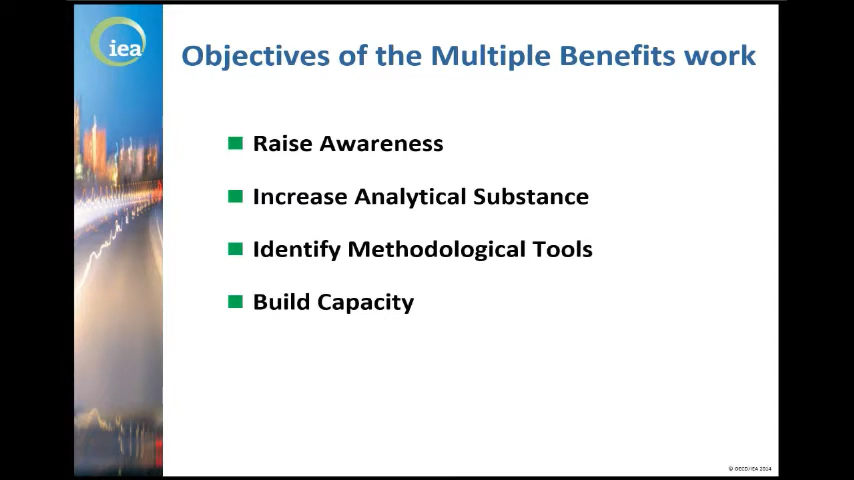 iea
Objectives of the Multiple Benefits work
Raise Awareness
Increase Analytical Substance
Identify Methodological Tools
Build Capacity
© OECD/IEA 2014